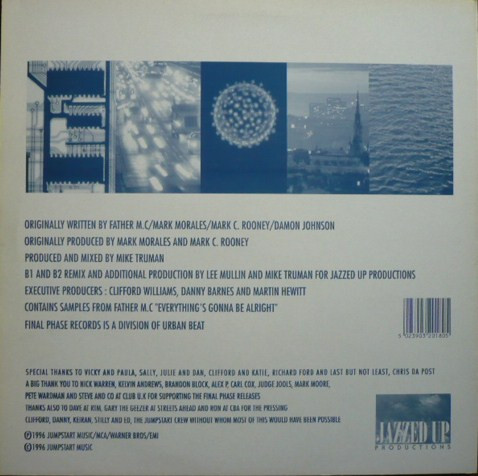 ORIGINALLY WRITTEN BY FATHER M.C/MARK MORALES/MARK C. ROONEY/DAMON JOHNSON
ORIGINALLY PRODUCED BY MARK MORALES AND MARK C. ROONEY
PRODUCED AND MIXED BY MIKE TRUMAN
B1 AND B2 REMIX AND ADDITIONAL PRODUCTION BY LEE MULLIN AND MIKE TRUMAN FOR JAZZED UP PRODUCTIONS
EXECUTIVE PRODUCERS : CLIFFORD WILLIAMS, DANNY BARNES AND MARTIN HEWITT
CONTAINS SAMPLES FROM FATHER M.C "EVERYTHING'S GONNA BE ALRIGHT"
FINAL PHASE RECORDS IS A DIVISION OF URBAN BEAT
SPECIAL THANKS TO VICKY AND PAULA, SALLY, JULIE AND DAN, CLIFFORD AND KATIE, RICHARD FORD AND LAST BUT NOT LEAST, CHRIS DA POST
A BIG THANK YOU TO NICK WARREN, KELVIN ANDREWS, BRANDON BLOCK, ALEX P, CARL COX, JUDGE JOOLS, MARK MOORE,
PETE WARDMAN AND STEVE AND CO AT CLUB U.K FOR SUPPORTING THE FINAL PHASE RELEASES
THANKS ALSO TO DAVE AT RIM, GARY THE GEEZER AT STREETS AHEAD AND RON AT CBA FOR THE PRESSING
CLIFFORD, DANNY, KEIRAN, STILLY AND ED, THE JUMPSTART CREW WITHOUT WHOM MOST OF THIS WOULD HAVE BEEN POSSIBLE
℗1996 JUMPSTART MUSIC/MCA/WARNER BROS/EMI
©1996 JUMPSTART MUSIC
JAZZED UP
PRODUCTIONS